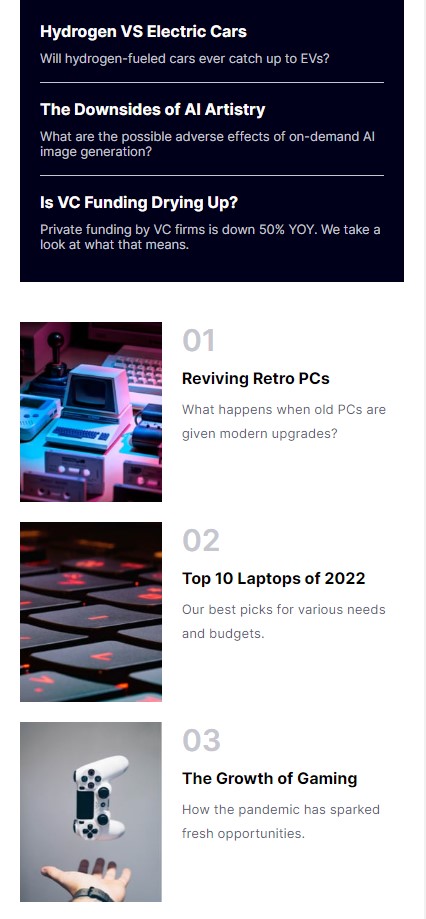 Hydrogen VS Electric Cars
Will hydrogen-fueled cars ever catch up to EVs?
The Downsides of AI Artistry
What are the possible adverse effects of on-demand AI
image generation?
Is VC Funding Drying Up?
Private funding by VC firms is down 50% YOY. We take a
look at what that means.
01
Reviving Retro PCs
What happens when old PCs are
given modern upgrades?
02
Top 10 Laptops of 2022
Our best picks for various needs
and budgets.
03
The Growth of Gaming
How the pandemic has sparked
fresh opportunities.